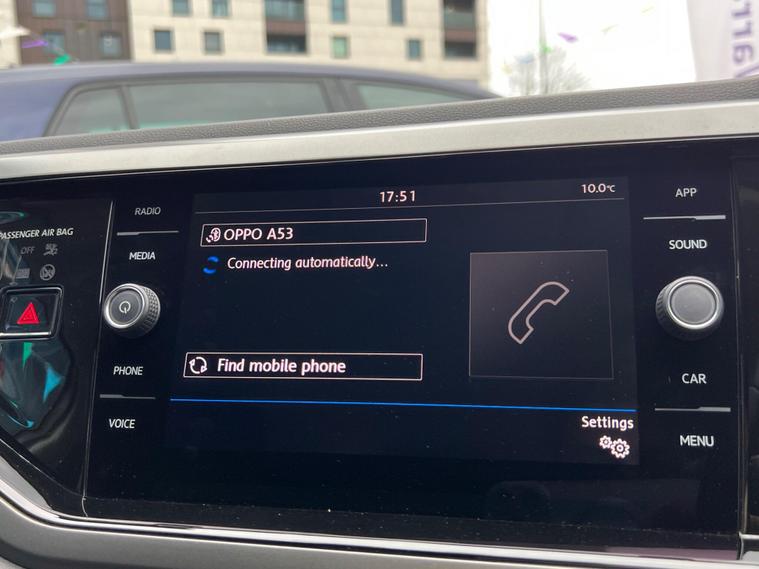 17:51
10.0°C
RADIO
MEDIA
PHONE
VOICE
PASSENGER AIR BAG
OFF
OPPO A53
Connecting automatically...
Find mobile phone
Settings
APP
SOUND
CAR
MENU